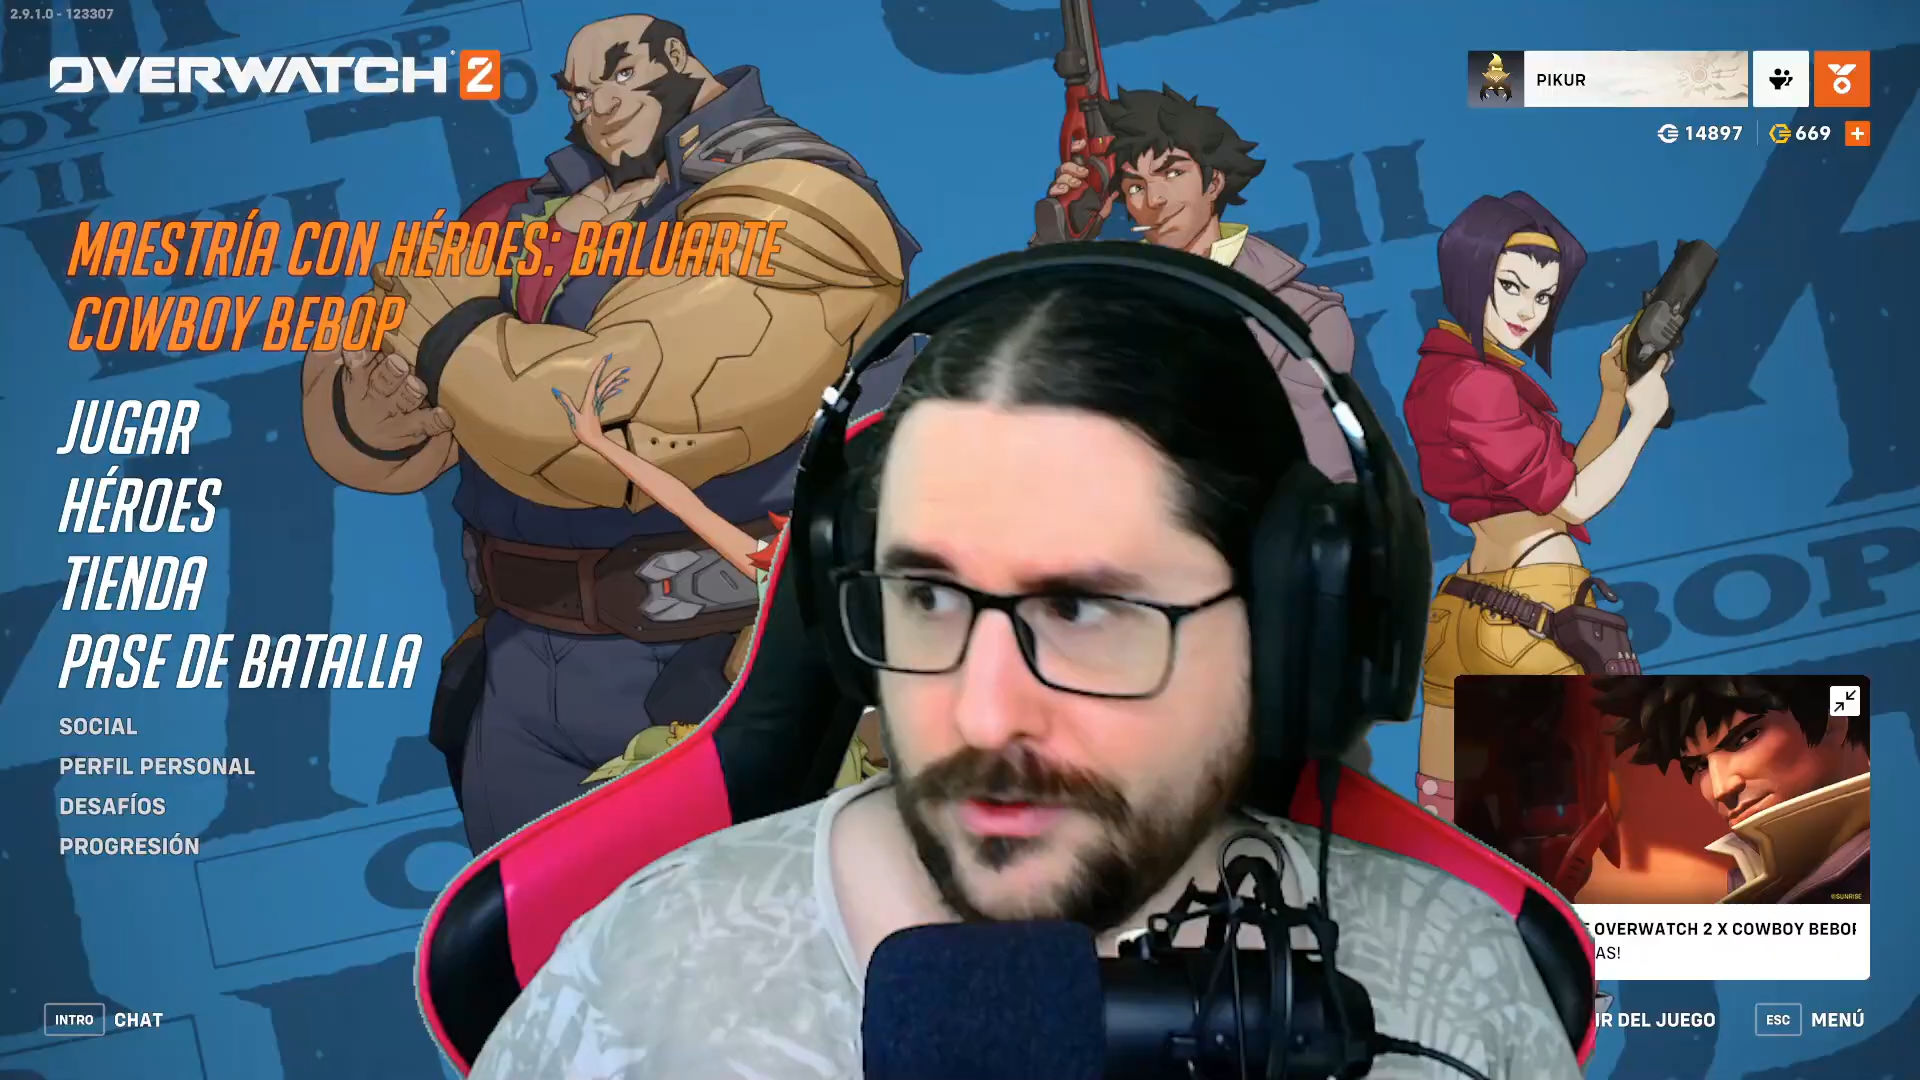 2.9.1.0 - 123307
OVERWATCH 2
PIKUR
14897
669
MAESTRÍA CON HÉROES: BALUARTE
COWBOY BEBOP
JUGAR
HÉROES
TIENDA
PASE DE BATALLA
SOCIAL
PERFIL PERSONAL
DESAFÍOS
PROGRESIÓN
©SUNRISE
OVERWATCH 2 X COWBOY BEBOP
AS!
INTRO CHAT
IR DEL JUEGO
ESC MENÚ